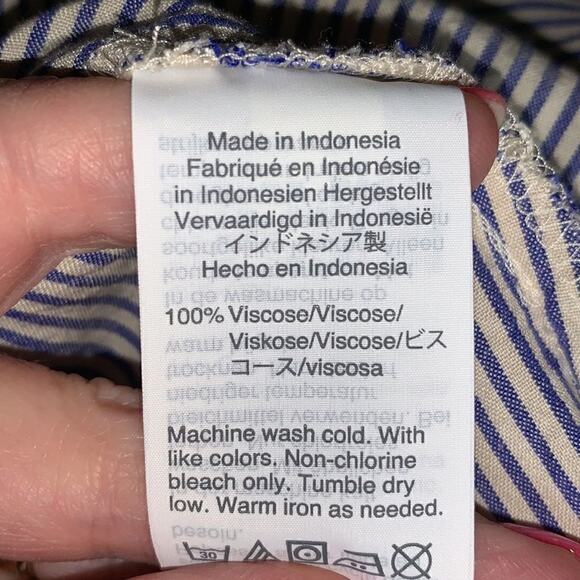 Made in Indonesia
Fabriqué en Indonésie
in Indonesien Hergestellt
Vervaardigd in Indonesië
インドネシア製
Hecho en Indonesia
100% Viscose/Viscose/
Viskose/Viscose/ビス
コース/viscosa
Machine wash cold. With
like colors. Non-chlorine
bleach only. Tumble dry
low. Warm iron as needed.
30